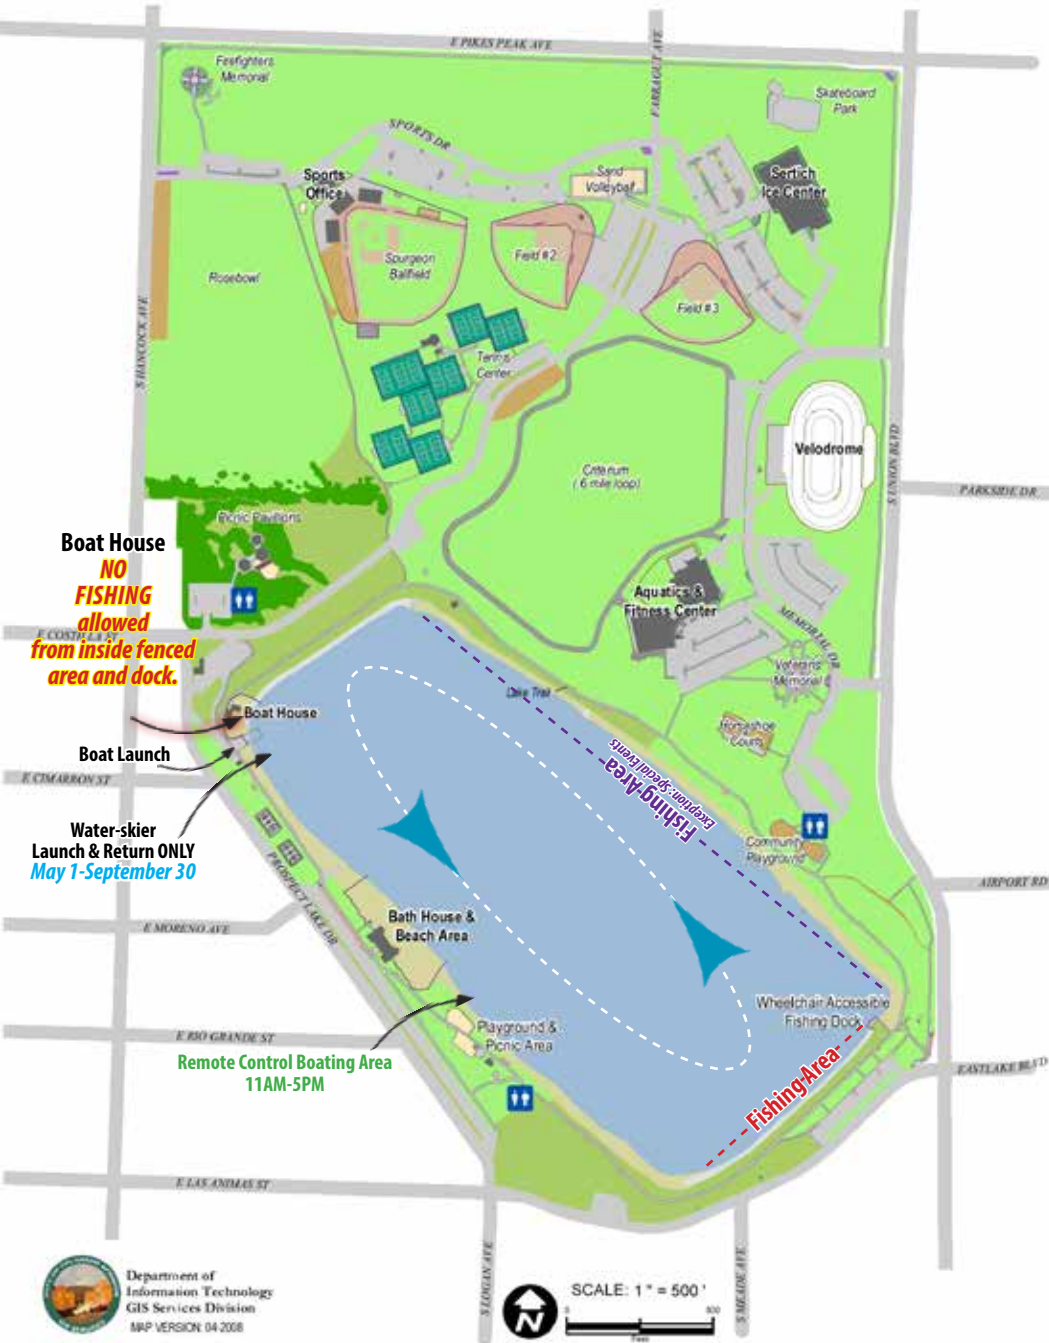 E PIKES PEAK AVE
FARRAGUT AVE
Firefighters
Memorial
Skateboard
Park
SPORTS DR
Sports
Office
Sand
Volleyball
Sertich
Ice Center
Rosebowl
Spurgeon
Ballfield
Field #2
Field #3
S HANCOCK AVE
Tennis
Center
Velodrome
S UNION BLVD
Criterium
(.6 mile loop)
PARKSIDE DR
Picnic Pavilions
Boat House
NO
FISHING
allowed
from inside fenced
area and dock.
E COSTILLA ST
Aquatics &
Fitness Center
MEMORIAL DR
Veterans
Memorial
Lake Trail
Boat House
Horseshoe
Courts
Boat Launch
E CIMARRON ST
Fishing Area
Exception: Special Events
Water-skier
Launch & Return ONLY
May 1-September 30
Community
Playground
PROSPECT LAKE DR
AIRPORT RD
Bath House &
Beach Area
E MORENO AVE
Wheelchair Accessible
Fishing Dock
E RIO GRANDE ST
Playground &
Picnic Area
Remote Control Boating Area
11AM-5PM
EASTLAKE BLVD
Fishing Area
E LAS ANIMAS ST
S LOGAN AVE
S MEADE AVE
Department of
Information Technology
GIS Services Division
MAP VERSION: 04-2008
N
SCALE: 1 " = 500 '
0 500
Feet